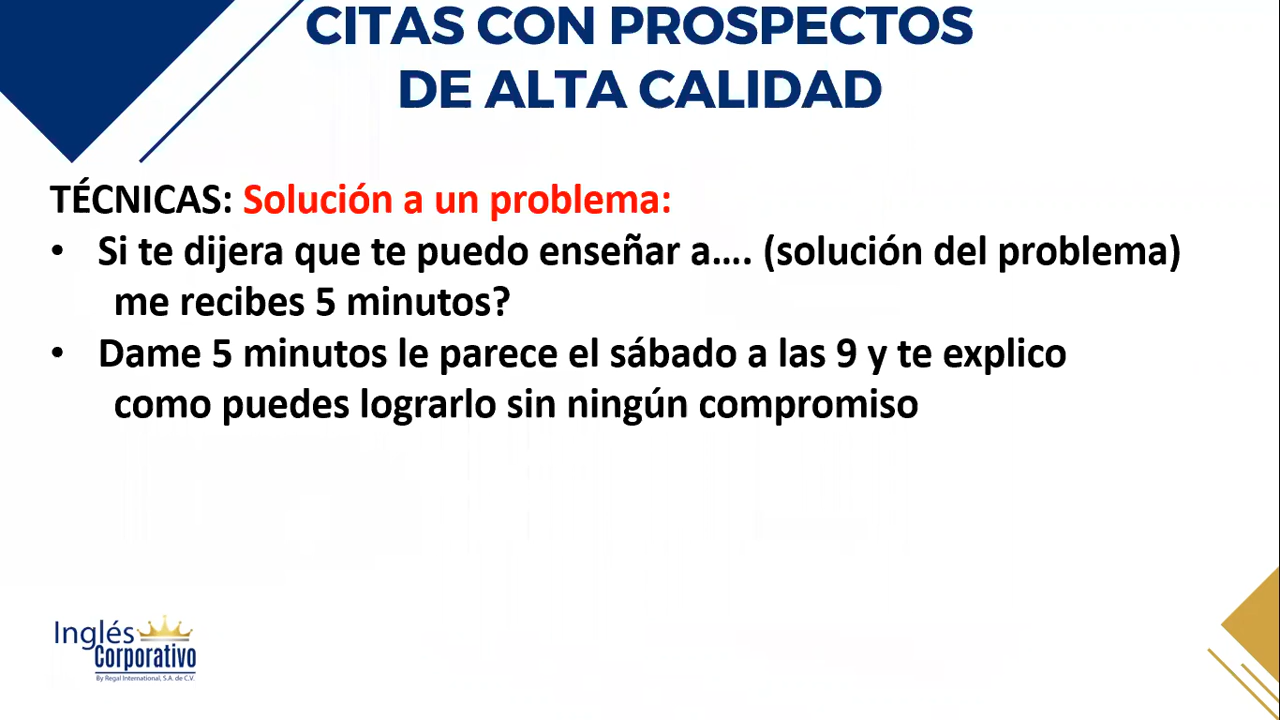 CITAS CON PROSPECTOS
DE ALTA CALIDAD
TÉCNICAS: Solución a un problema:
• Si te dijera que te puedo enseñar a.... (solución del problema)
me recibes 5 minutos?
• Dame 5 minutos le parece el sábado a las 9 y te explico
como puedes lograrlo sin ningún compromiso
Inglés
Corporativo
By Regal International, S.A. de C.V.